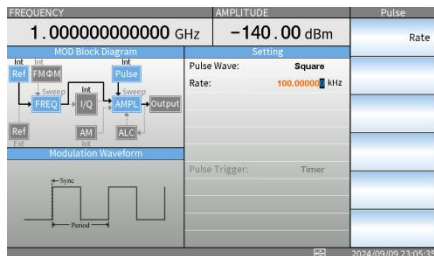 FREQUENCY
AMPLITUDE
Pulse
1.000000000000 GHz
-140.00 dBm
Rate
MOD Block Diagram
Setting
Int
Int
Int
Ref
FMΦM
Pulse
Pulse Wave:
Square
Rate:
100.00000 kHz
Sweep
Int
Sweep
FREQ
I/Q
AMPL
Output
Ref
AM
ALC
Ext
Int
Modulation Waveform
Pulse Trigger:
Timer
Sync
Period
2024/09/09 23:05:35